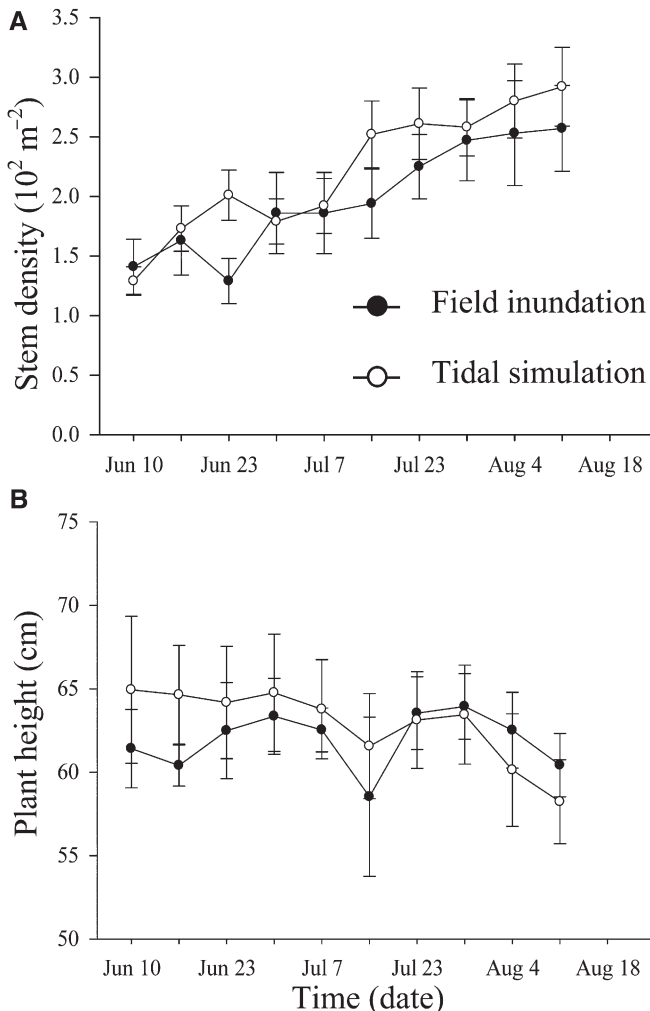 A
3.5
3.0
2.5
2.0
1.5
1.0
0.5
0.0
Stem density (10² m⁻²)
Field inundation
Tidal simulation
Jun 10 Jun 23 Jul 7 Jul 23 Aug 4 Aug 18
B
75
70
65
60
55
50
Plant height (cm)
Jun 10 Jun 23 Jul 7 Jul 23 Aug 4 Aug 18
Time (date)